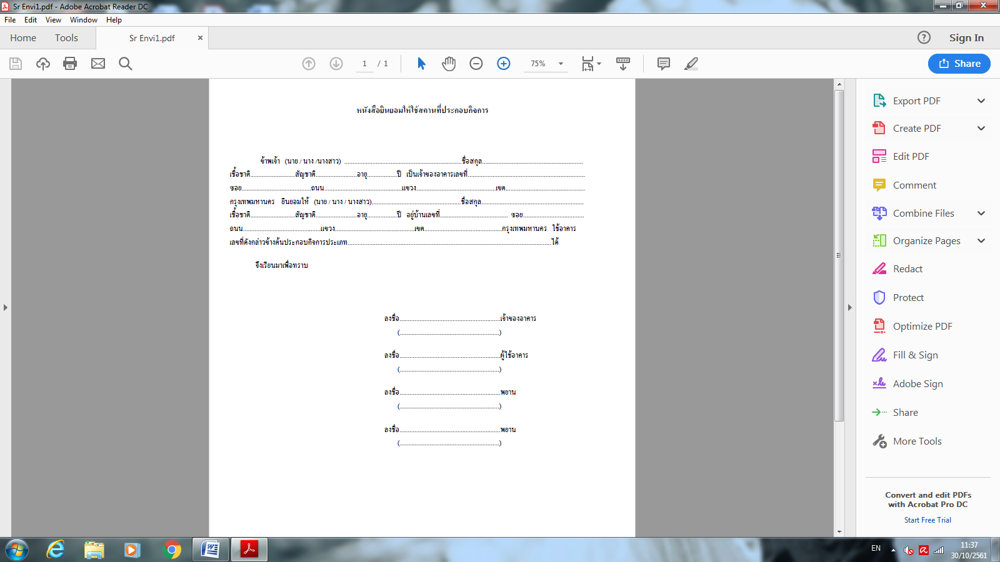 Sr Envi1.pdf - Adobe Acrobat Reader DC
File Edit View Window Help
Home Tools Sr Envi1.pdf × ? Sign In
1 / 1 75% Share
หนังสือยินยอมให้ใช้สถานที่ประกอบกิจการ
ข้าพเจ้า (นาย / นาง /นางสาว) ........................................ชื่อสกุล........................................
เชื้อชาติ....................สัญชาติ....................อายุ...............ปี เป็นเจ้าของอาคารเลขที่........................................
ซอย..............................ถนน..............................แขวง..............................เขต..............................
กรุงเทพมหานคร ยินยอมให้ (นาย / นาง / นางสาว)........................................ชื่อสกุล........................................
เชื้อชาติ....................สัญชาติ....................อายุ...............ปี อยู่บ้านเลขที่.............................. ซอย..............................
ถนน..............................แขวง..............................เขต..............................กรุงเทพมหานคร ใช้อาคาร
เลขที่ดังกล่าวข้างต้นประกอบกิจการประเภท............................................................ได้
จึงเรียนมาเพื่อทราบ
ลงชื่อ........................................เจ้าของอาคาร
(........................................)
ลงชื่อ........................................ผู้ใช้อาคาร
(........................................)
ลงชื่อ........................................พยาน
(........................................)
ลงชื่อ........................................พยาน
(........................................)
Export PDF
Create PDF
Edit PDF
Comment
Combine Files
Organize Pages
Redact
Protect
Optimize PDF
Fill & Sign
Adobe Sign
Share
More Tools
Convert and edit PDFs
with Acrobat Pro DC
Start Free Trial
EN 11:37
30/10/2561